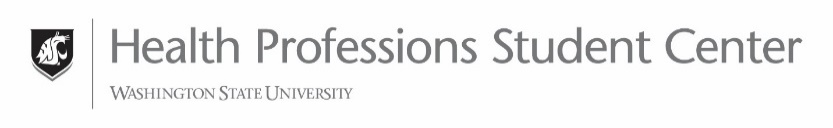 Health Professions Student Center
WASHINGTON STATE UNIVERSITY